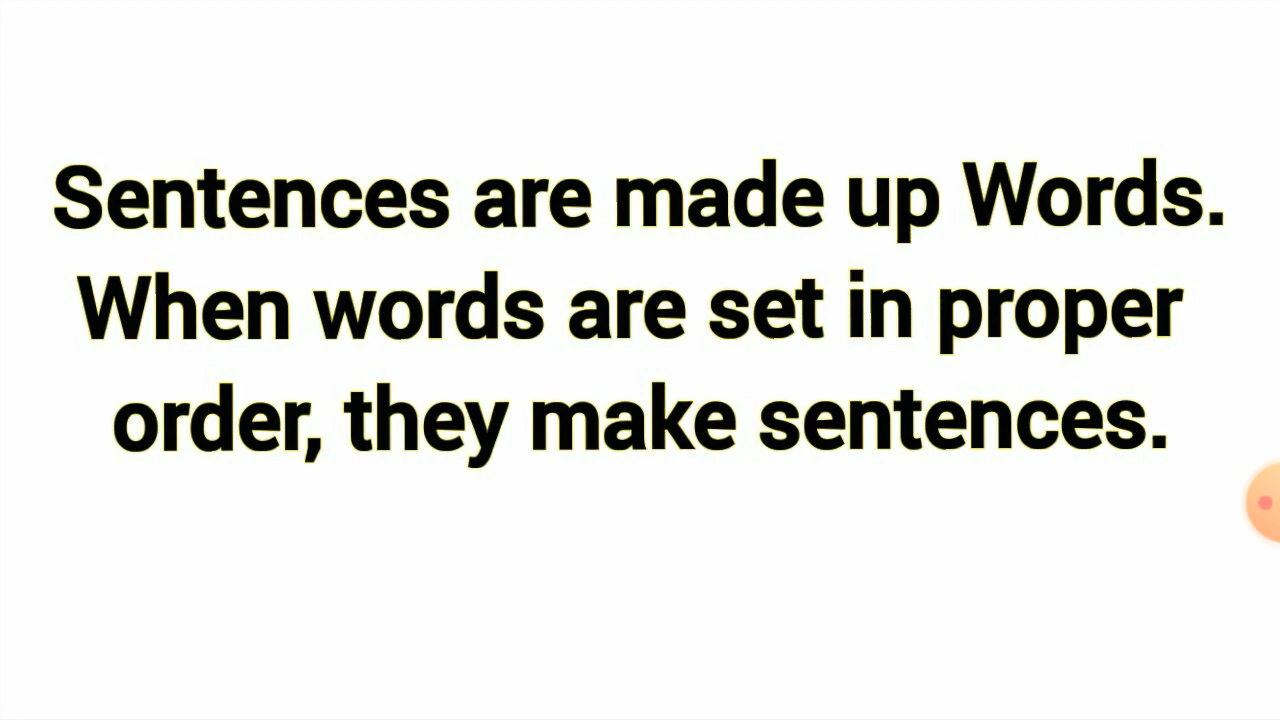 Sentences are made up Words.
When words are set in proper
order, they make sentences.